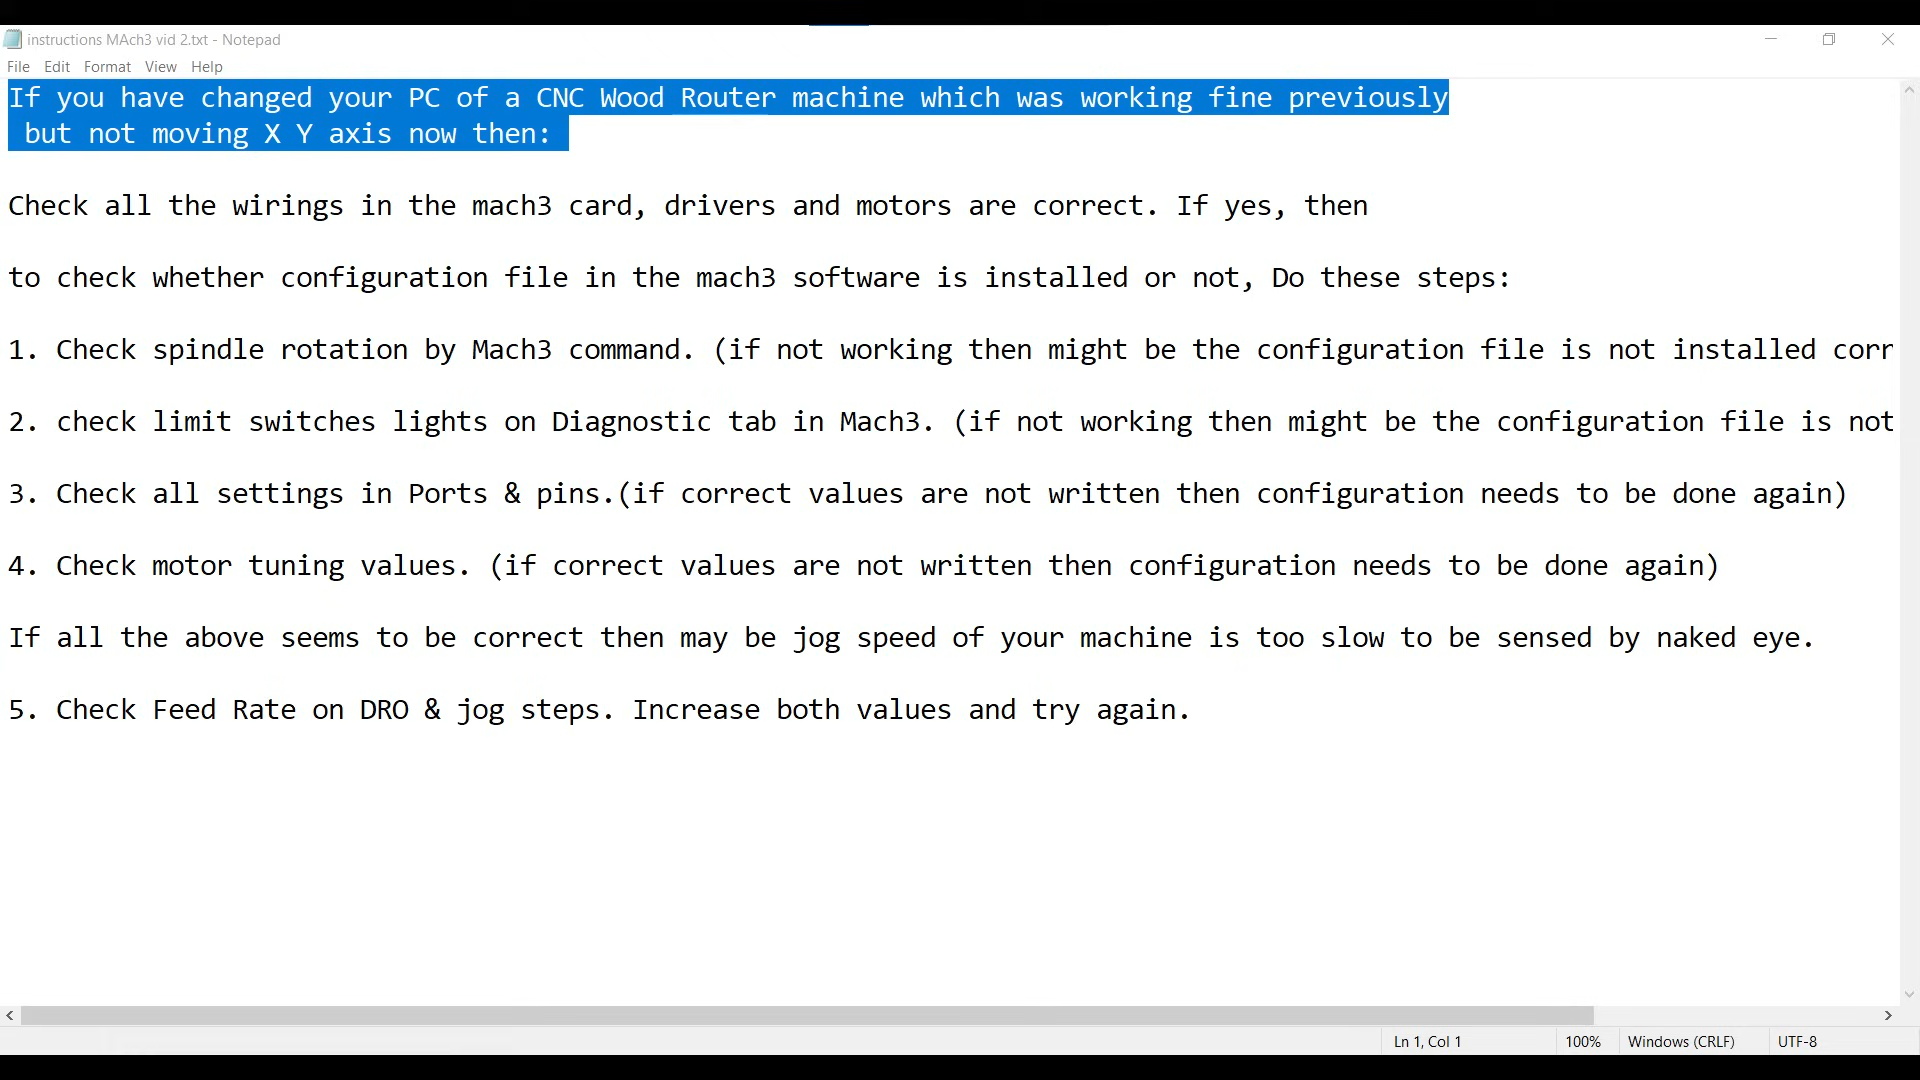 instructions MAch3 vid 2.txt - Notepad
File Edit Format View Help
If you have changed your PC of a CNC Wood Router machine which was working fine previously
but not moving X Y axis now then:
Check all the wirings in the mach3 card, drivers and motors are correct. If yes, then
to check whether configuration file in the mach3 software is installed or not, Do these steps:
1. Check spindle rotation by Mach3 command. (if not working then might be the configuration file is not installed corr
2. check limit switches lights on Diagnostic tab in Mach3. (if not working then might be the configuration file is not
3. Check all settings in Ports & pins.(if correct values are not written then configuration needs to be done again)
4. Check motor tuning values. (if correct values are not written then configuration needs to be done again)
If all the above seems to be correct then may be jog speed of your machine is too slow to be sensed by naked eye.
5. Check Feed Rate on DRO & jog steps. Increase both values and try again.
Ln 1, Col 1 100% Windows (CRLF) UTF-8